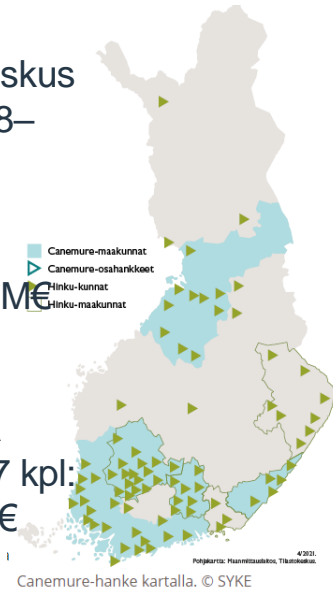 skus
8–
Canemure-maakunnat
Canemure-osahankkeet
M€
Hinku-kunnat
Hinku-maakunnat
7 kpl:
€
4/2021.
Pohjakartta: Maanmittauslaitos, Tilastokeskus.
Canemure-hanke kartalla. © SYKE